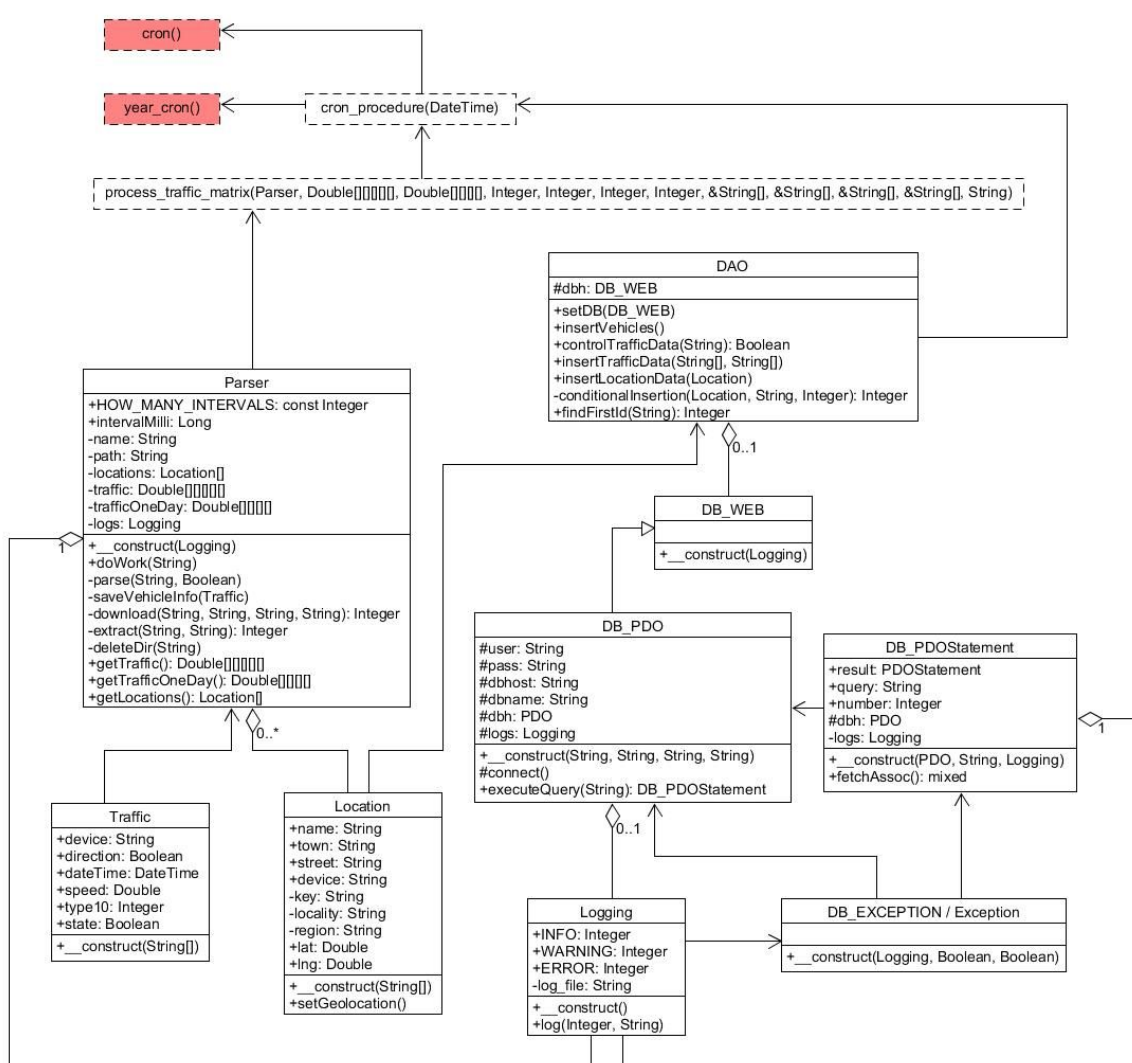 cron()
year_cron()
cron_procedure(DateTime)
process_traffic_matrix(Parser, Double[][][][][], Double[][][][], Integer, Integer, Integer, Integer, &String[], &String[], &String[], &String[], String)
DAO
#dbh: DB_WEB
+setDB(DB_WEB)
+insertVehicles()
+controlTrafficData(String): Boolean
+insertTrafficData(String[], String[])
+insertLocationData(Location)
-conditionalInsertion(Location, String, Integer): Integer
+findFirstId(String): Integer
0..1
Parser
+HOW_MANY_INTERVALS: const Integer
+intervalMilli: Long
-name: String
-path: String
-locations: Location[]
-traffic: Double[][][][][]
-trafficOneDay: Double[][][][]
-logs: Logging
+__construct(Logging)
+doWork(String)
-parse(String, Boolean)
-saveVehicleInfo(Traffic)
-download(String, String, String, String): Integer
-extract(String, String): Integer
-deleteDir(String)
+getTraffic(): Double[][][][][]
+getTrafficOneDay(): Double[][][][]
+getLocations(): Location[]
1
0..*
DB_WEB
+__construct(Logging)
DB_PDO
#user: String
#pass: String
#dbhost: String
#dbname: String
#dbh: PDO
#logs: Logging
+__construct(String, String, String, String)
#connect()
+executeQuery(String): DB_PDOStatement
0..1
DB_PDOStatement
+result: PDOStatement
+query: String
+number: Integer
#dbh: PDO
-logs: Logging
+__construct(PDO, String, Logging)
+fetchAssoc(): mixed
1
Traffic
+device: String
+direction: Boolean
+dateTime: DateTime
+speed: Double
+type10: Integer
+state: Boolean
+__construct(String[])
Location
+name: String
+town: String
+street: String
+device: String
-key: String
-locality: String
-region: String
+lat: Double
+lng: Double
+__construct(String[])
+setGeolocation()
Logging
+INFO: Integer
+WARNING: Integer
+ERROR: Integer
-log_file: String
+__construct()
+log(Integer, String)
DB_EXCEPTION / Exception
+__construct(Logging, Boolean, Boolean)